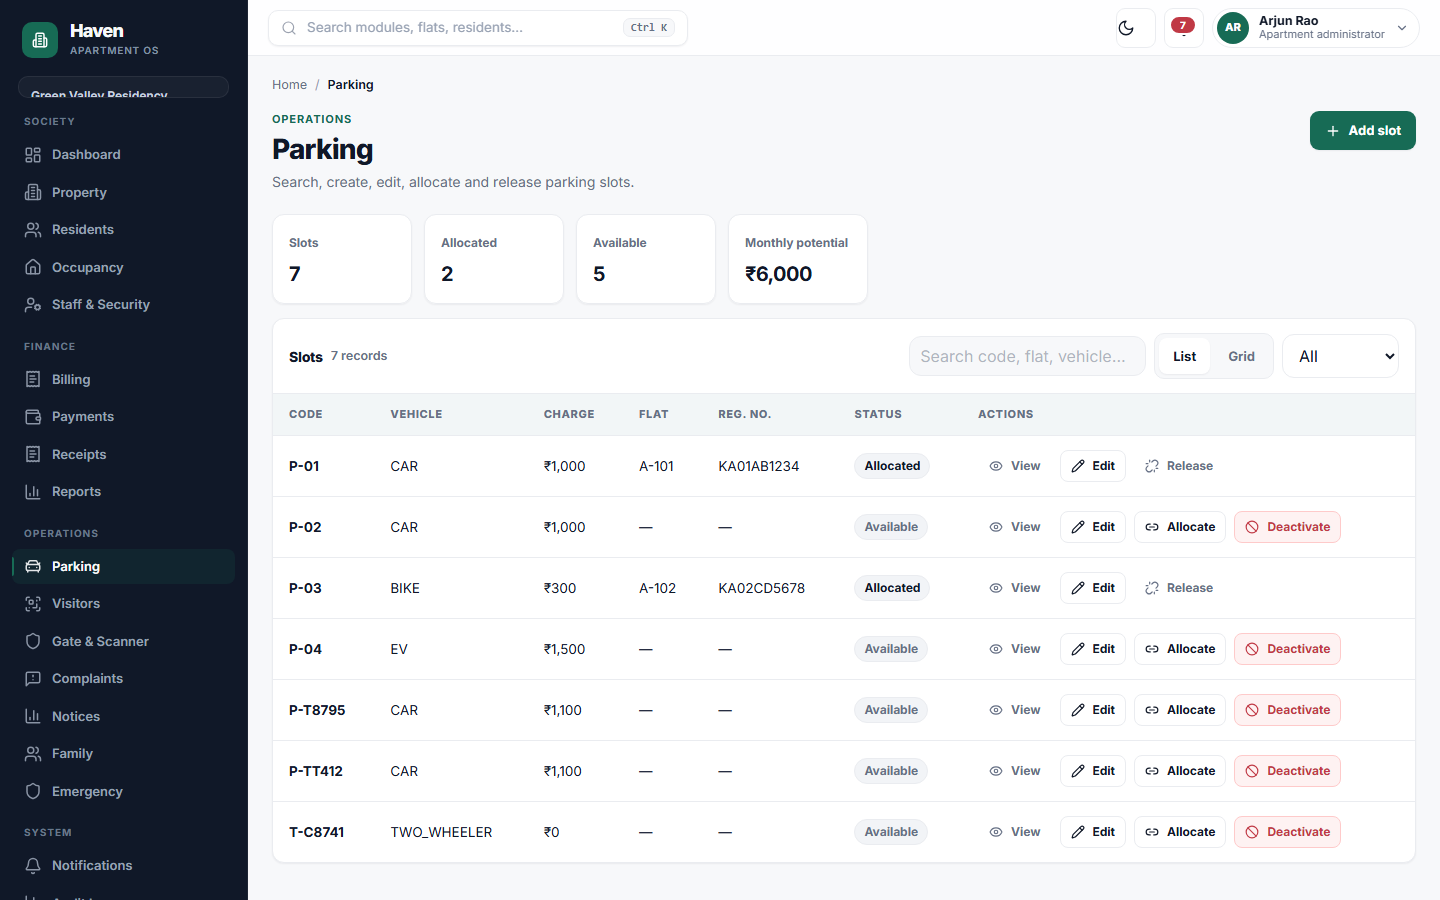 Haven
APARTMENT OS
Green Valley Residency
SOCIETY
Dashboard
Property
Residents
Occupancy
Staff & Security
FINANCE
Billing
Payments
Receipts
Reports
OPERATIONS
Parking
Visitors
Gate & Scanner
Complaints
Notices
Family
Emergency
SYSTEM
Notifications
Search modules, flats, residents...
Ctrl K
7
AR
Arjun Rao
Apartment administrator
Home / Parking
OPERATIONS
Parking
Search, create, edit, allocate and release parking slots.
+ Add slot
Slots
7
Allocated
2
Available
5
Monthly potential
₹6,000
Slots 7 records
Search code, flat, vehicle...
List Grid
All
CODE VEHICLE CHARGE FLAT REG. NO. STATUS ACTIONS
P-01 CAR ₹1,000 A-101 KA01AB1234 Allocated View Edit Release
P-02 CAR ₹1,000 — — Available View Edit Allocate Deactivate
P-03 BIKE ₹300 A-102 KA02CD5678 Allocated View Edit Release
P-04 EV ₹1,500 — — Available View Edit Allocate Deactivate
P-T8795 CAR ₹1,100 — — Available View Edit Allocate Deactivate
P-TT412 CAR ₹1,100 — — Available View Edit Allocate Deactivate
T-C8741 TWO_WHEELER ₹0 — — Available View Edit Allocate Deactivate